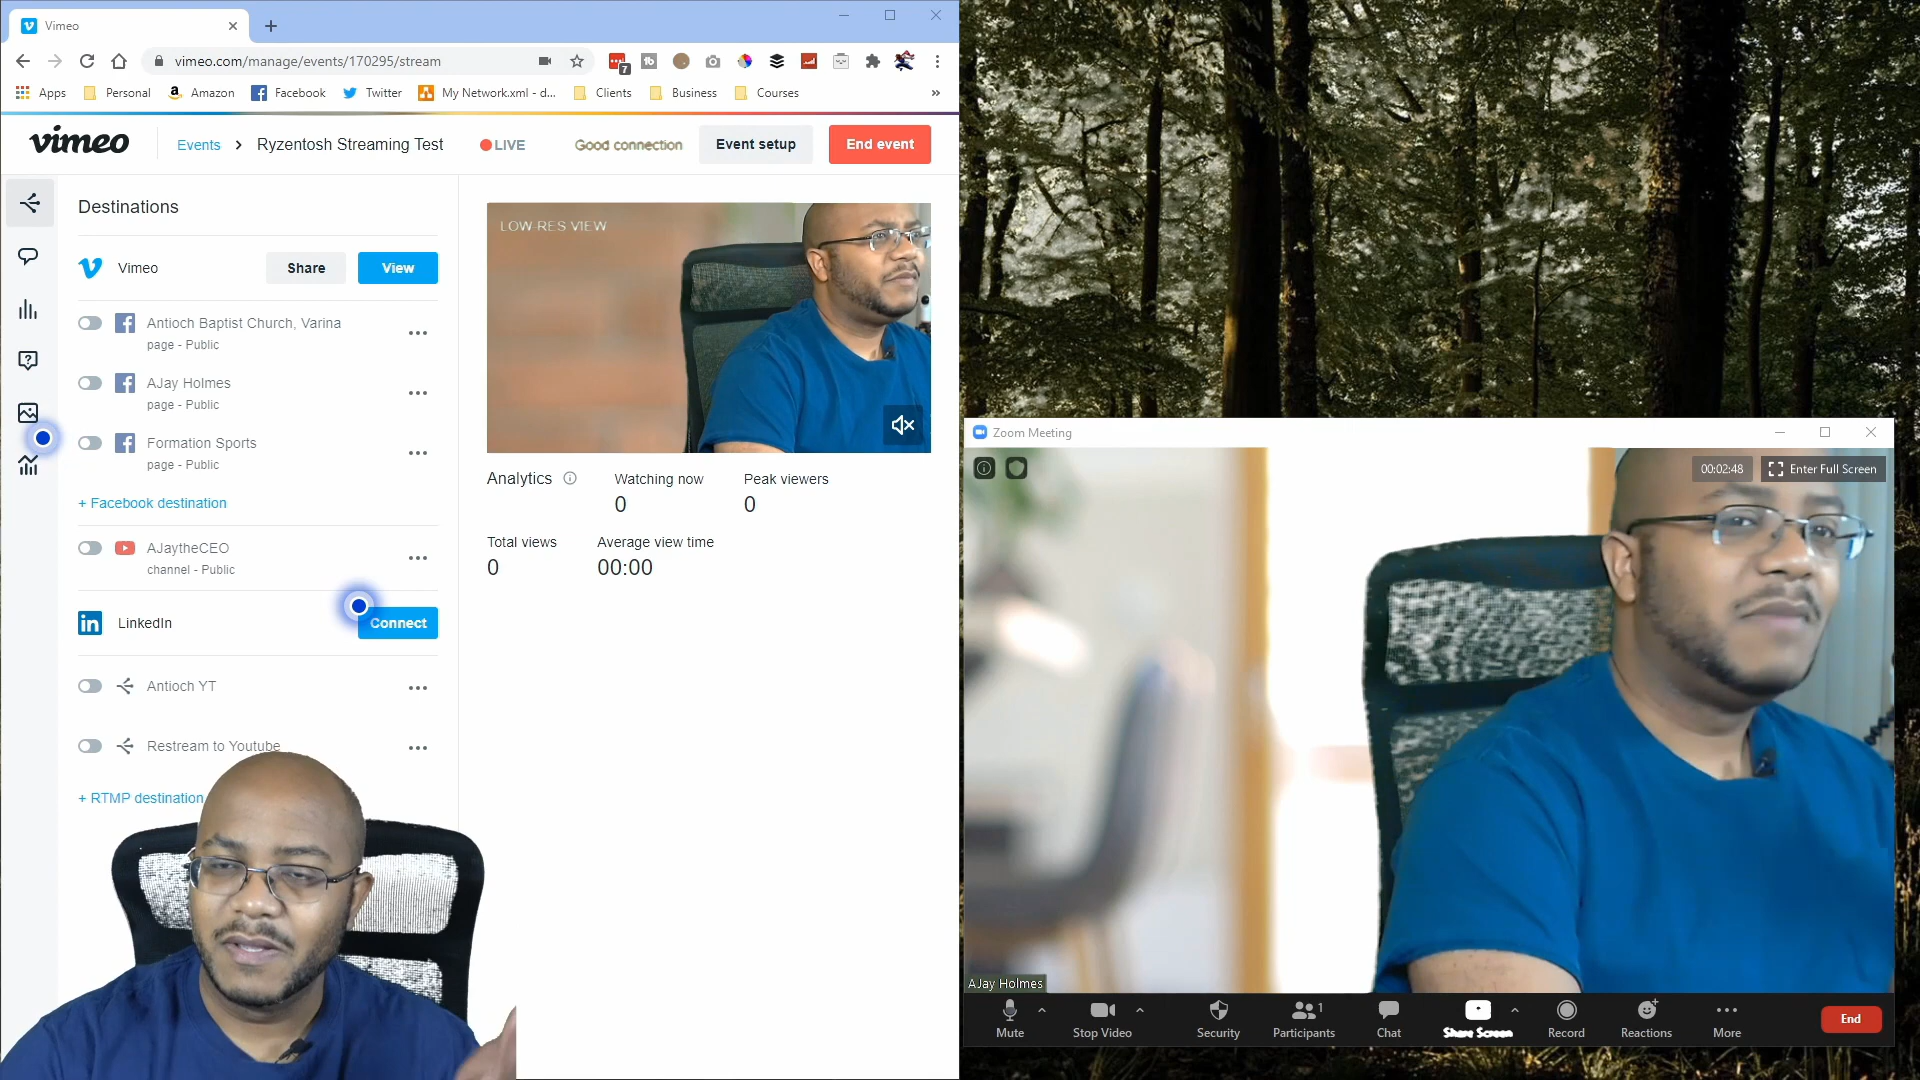 Vimeo
vimeo.com/manage/events/170295/stream
7
Apps
Personal
Amazon
Facebook
Twitter
My Network.xml - d...
Clients
Business
Courses
»
vimeo
Events > Ryzentosh Streaming Test
LIVE
Good connection
Event setup
End event
Destinations
Vimeo
Share
View
Antioch Baptist Church, Varina
page - Public
AJay Holmes
page - Public
Formation Sports
page - Public
+ Facebook destination
AJaytheCEO
channel - Public
in LinkedIn
Connect
Antioch YT
Restream to Youtube
+ RTMP destination
LOW-RES VIEW
Analytics
Watching now
0
Peak viewers
0
Total views
0
Average view time
00:00
Zoom Meeting
00:02:48
Enter Full Screen
AJay Holmes
Mute
Stop Video
Security
Participants
1
Chat
Share Screen
Record
Reactions
More
End